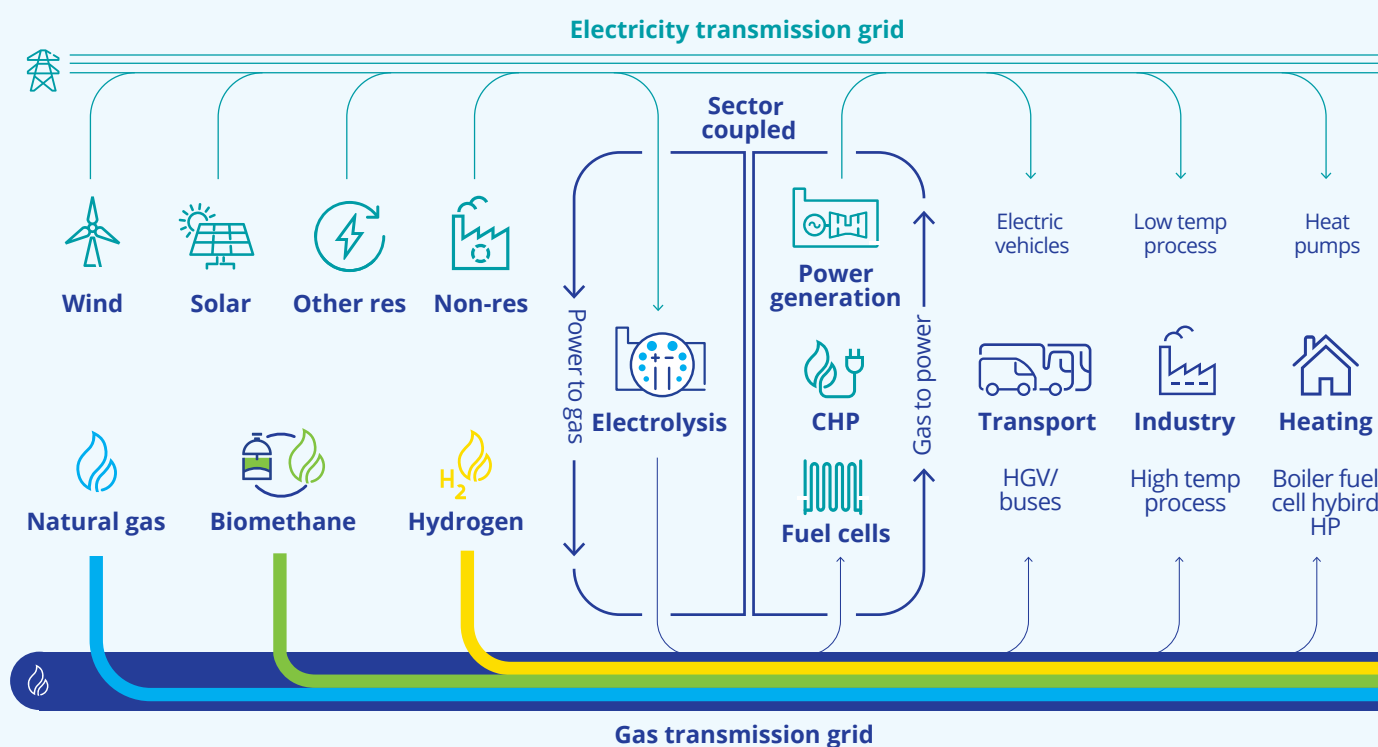 Electricity transmission grid
Sector
coupled
Wind
Solar
Other res
Non-res
Power to gas
Electrolysis
Power
generation
CHP
Fuel cells
Gas to power
Electric
vehicles
Low temp
process
Heat
pumps
Transport
Industry
Heating
HGV/
buses
High temp
process
Boiler fuel
cell hybird
HP
Natural gas
Biomethane
H2
Hydrogen
Gas transmission grid